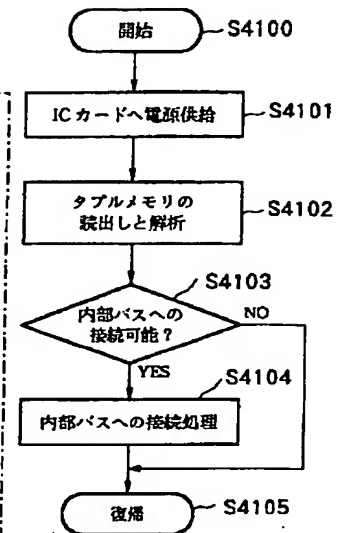 開始
S4100
ICカードへ電源供給
S4101
タプルメモリの
読出しと解析
S4102
S4103
内部バスへの
接続可能?
NO
YES
S4104
内部バスへの接続処理
復帰
S4105